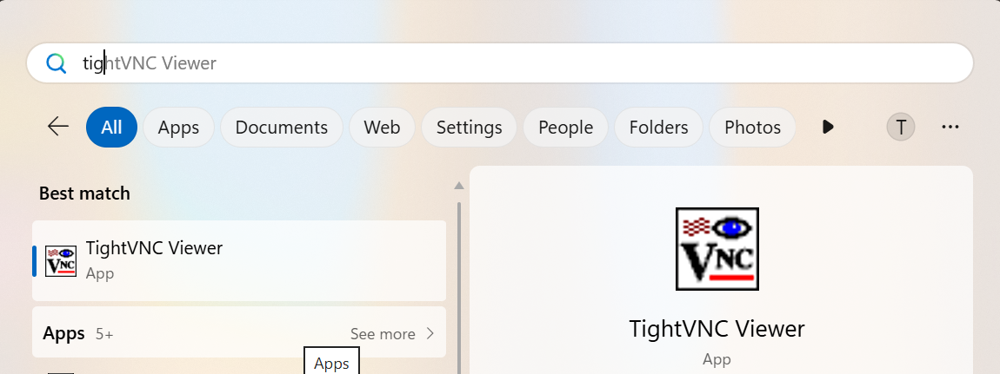 tightVNC Viewer
All Apps Documents Web Settings People Folders Photos T
Best match
TightVNC Viewer
App
Apps 5+ See more
Apps
VNC
TightVNC Viewer
App